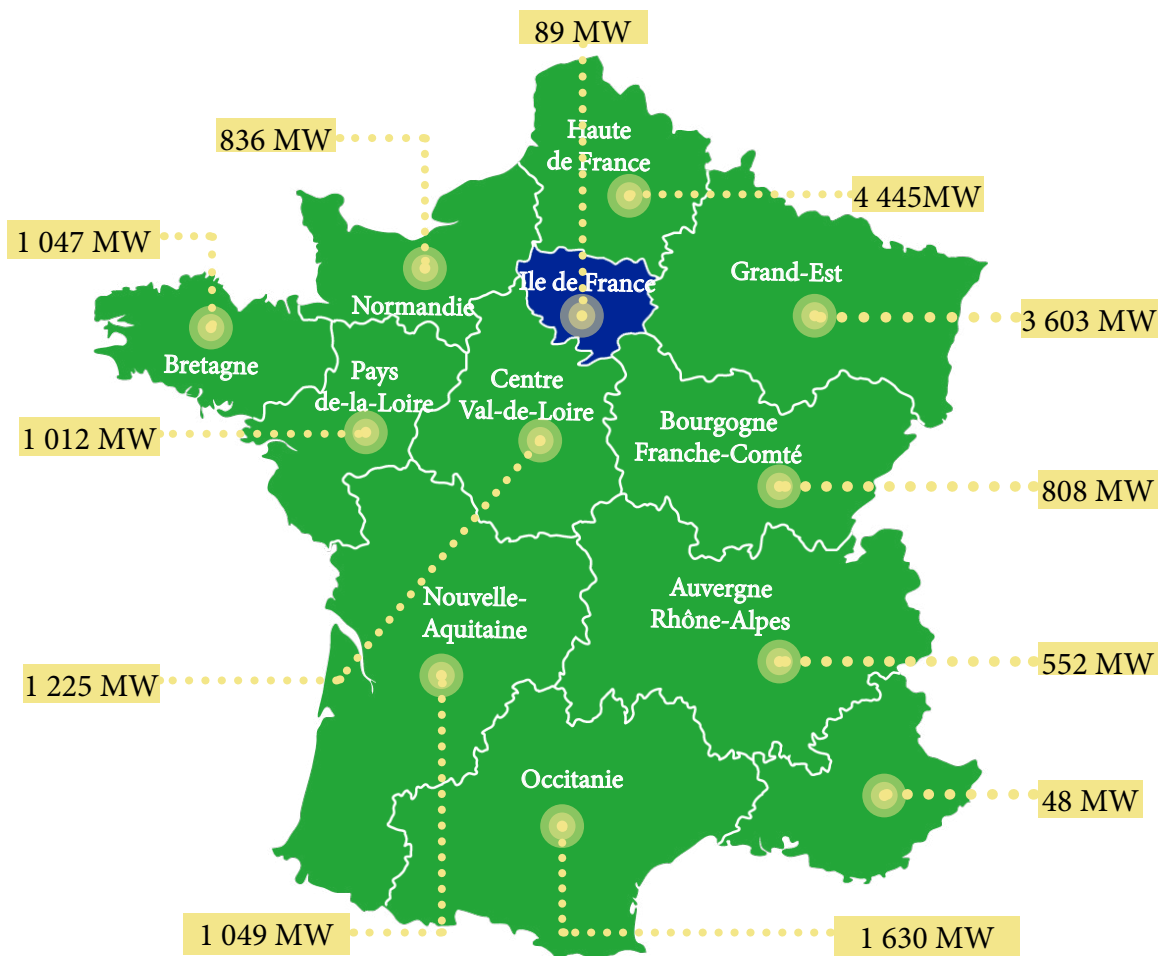 89 MW
Haute
de France
836 MW
4 445MW
1 047 MW
Grand-Est
Ile de France
Normandie
3 603 MW
Bretagne
Pays
de-la-Loire
Centre
Val-de-Loire
Bourgogne
Franche-Comté
1 012 MW
808 MW
Nouvelle-
Aquitaine
Auvergne
Rhône-Alpes
552 MW
1 225 MW
Occitanie
48 MW
1 049 MW
1 630 MW